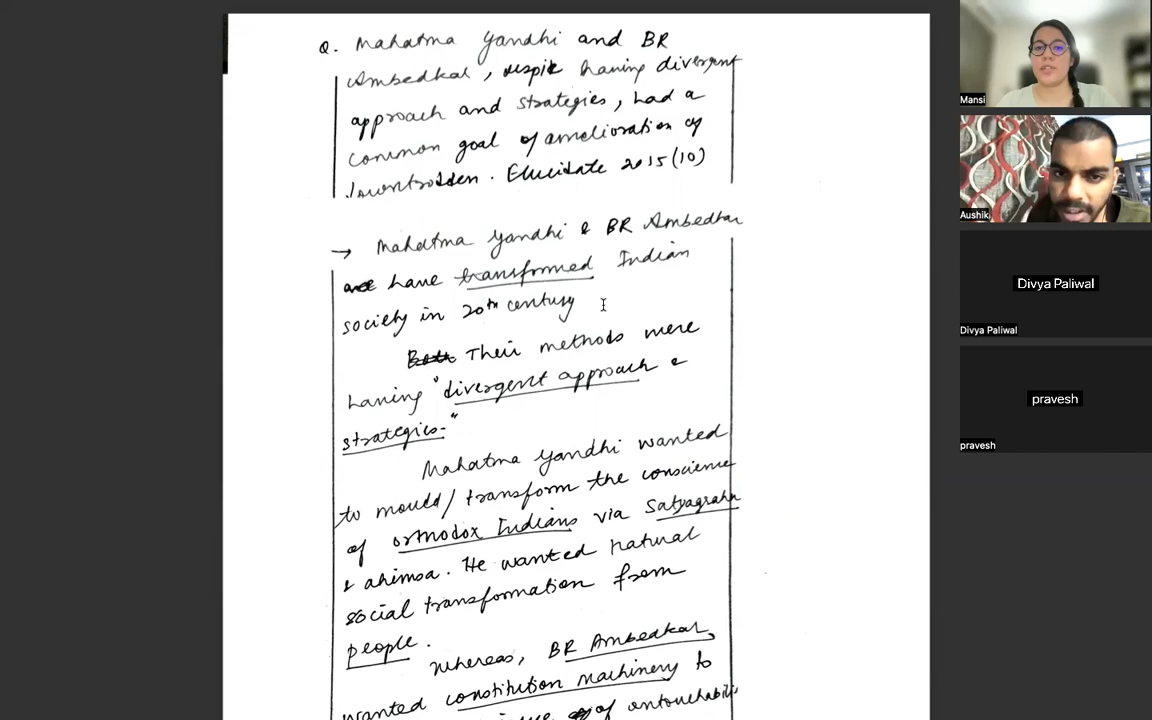 Q. Mahatma Gandhi and BR
Ambedkar, despite having divergent
approach and strategies, had a
common goal of amelioration of
downtrodden. Elucidate 2015 (10)
→ Mahatma Gandhi & BR Ambedkar
have transformed Indian
society in 20th century
Both Their methods were
having "divergent approach &
strategies."
Mahatma Gandhi wanted
to mould/transform the conscience
of orthodox Indians via Satyagraha
& ahimsa. He wanted natural
social transformation from
people.
Whereas, BR Ambedkar,
wanted constitution machinery to
of untouchabili
Mansi
Aushik
Divya Paliwal
Divya Paliwal
pravesh
pravesh